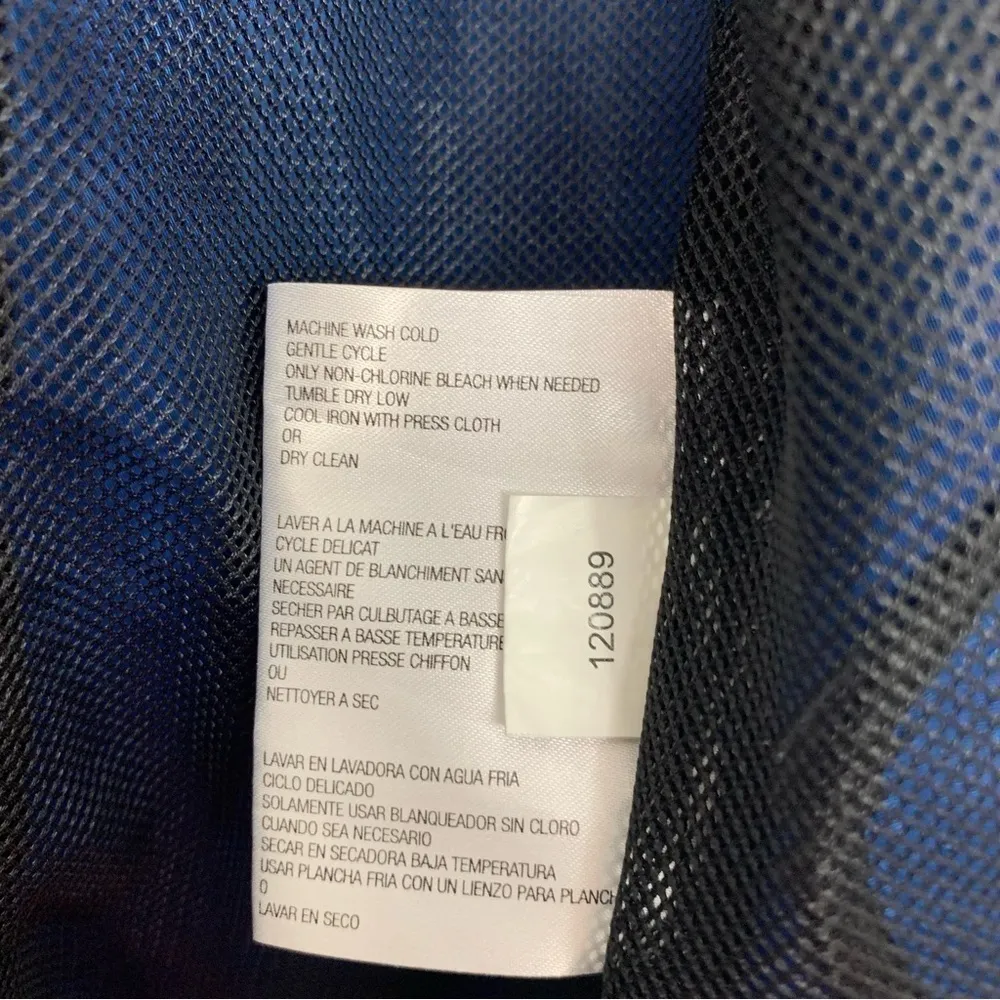 MACHINE WASH COLD
GENTLE CYCLE
ONLY NON-CHLORINE BLEACH WHEN NEEDED
TUMBLE DRY LOW
COOL IRON WITH PRESS CLOTH
OR
DRY CLEAN
LAVER A LA MACHINE A L'EAU
CYCLE DELICAT
UN AGENT DE BLANCHIMENT
NECESSAIRE
SECHER PAR CULBUTAGE A BASSE
REPASSER A BASSE TEMPERATURE
UTILISATION PRESSE CHIFFON
OU
NETTOYER A SEC
120889
LAVAR EN LAVADORA CON AGUA FRIA
CICLO DELICADO
SOLAMENTE USAR BLANQUEADOR SIN CLORO
CUANDO SEA NECESARIO
SECAR EN SECADORA BAJA TEMPERATURA
USAR PLANCHA FRIA CON UN LIENZO PARA
O
LAVAR EN SECO